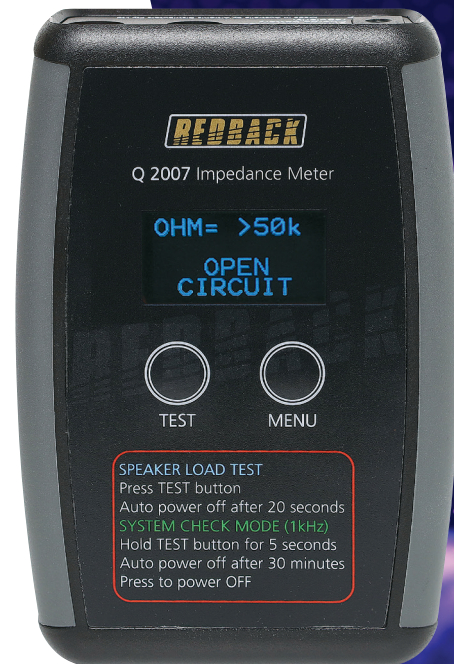 REDBACK
Q 2007 Impedance Meter
OHM= >50k
OPEN
CIRCUIT
REDBACK
TEST MENU
SPEAKER LOAD TEST
Press TEST button
Auto power off after 20 seconds
SYSTEM CHECK MODE (1kHz)
Hold TEST button for 5 seconds
Auto power off after 30 minutes
Press to power OFF